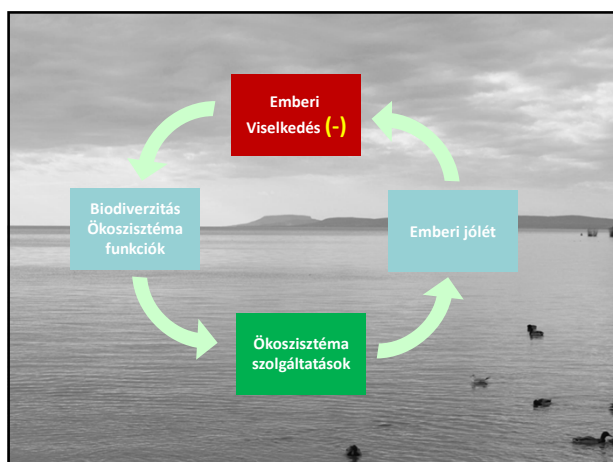 Emberi
Viselkedés (-)
Biodiverzitás
Ökoszisztéma
funkciók
Emberi jólét
Ökoszisztéma
szolgáltatások